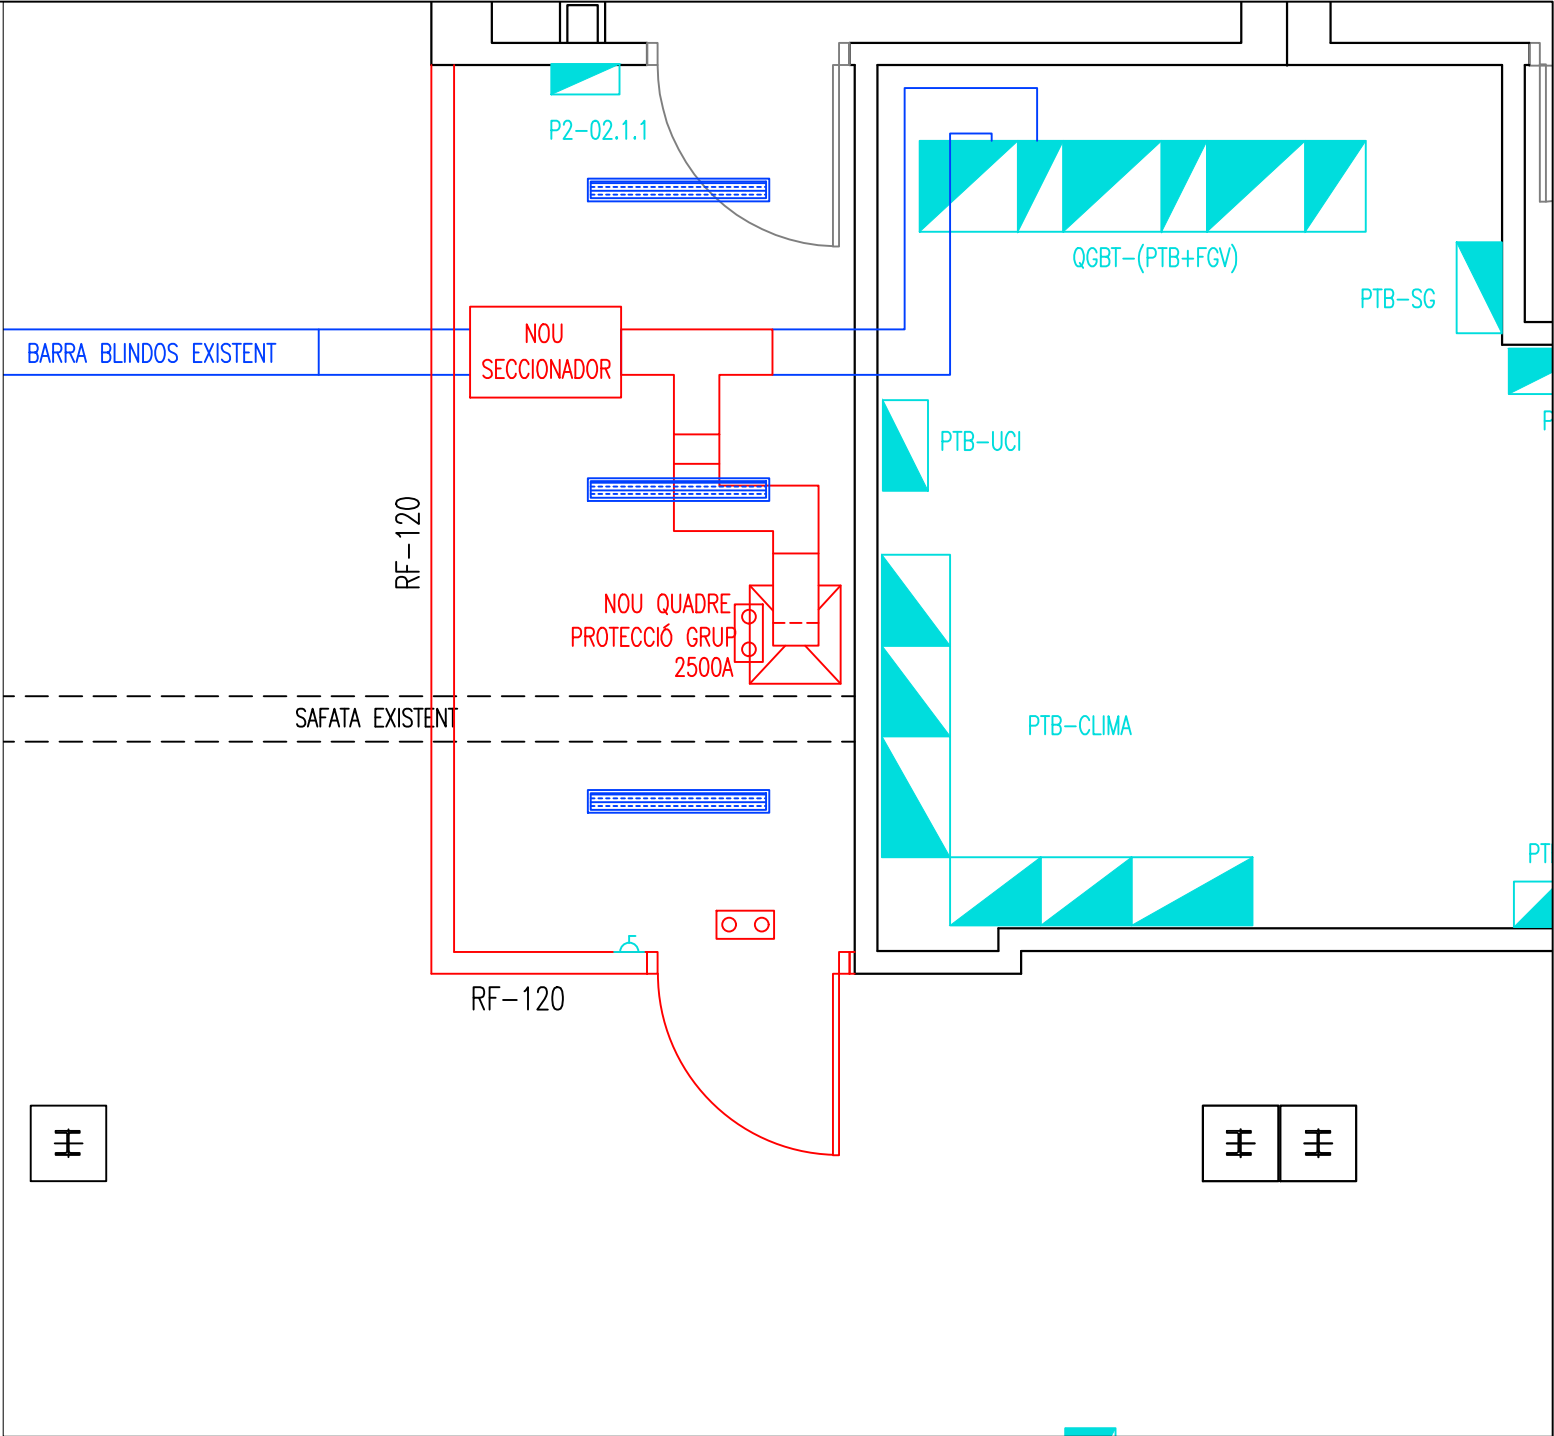 P2-02.1.1
QGBT-(PTB+FGV)
PTB-SG
NOU
SECCIONADOR
BARRA BLINDOS EXISTENT
P
PTB-UCI
RF-120
NOU QUADRE
PROTECCIÓ GRUP
2500A
SAFATA EXISTENT
PTB-CLIMA
PT
RF-120